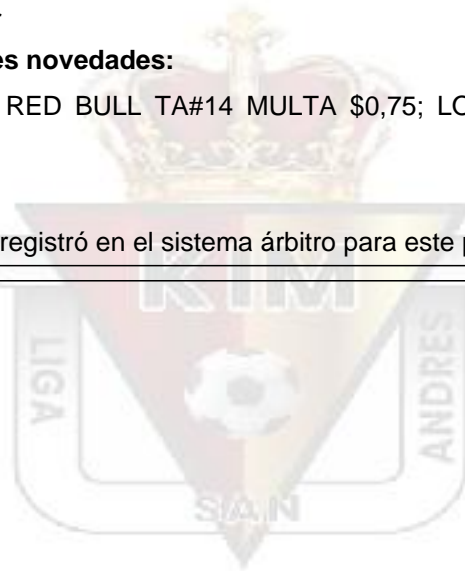 es novedades:
RED BULL TA#14 MULTA $0,75; LO
registró en el sistema árbitro para este p
KIM
LIGA
ANDRES
SAN